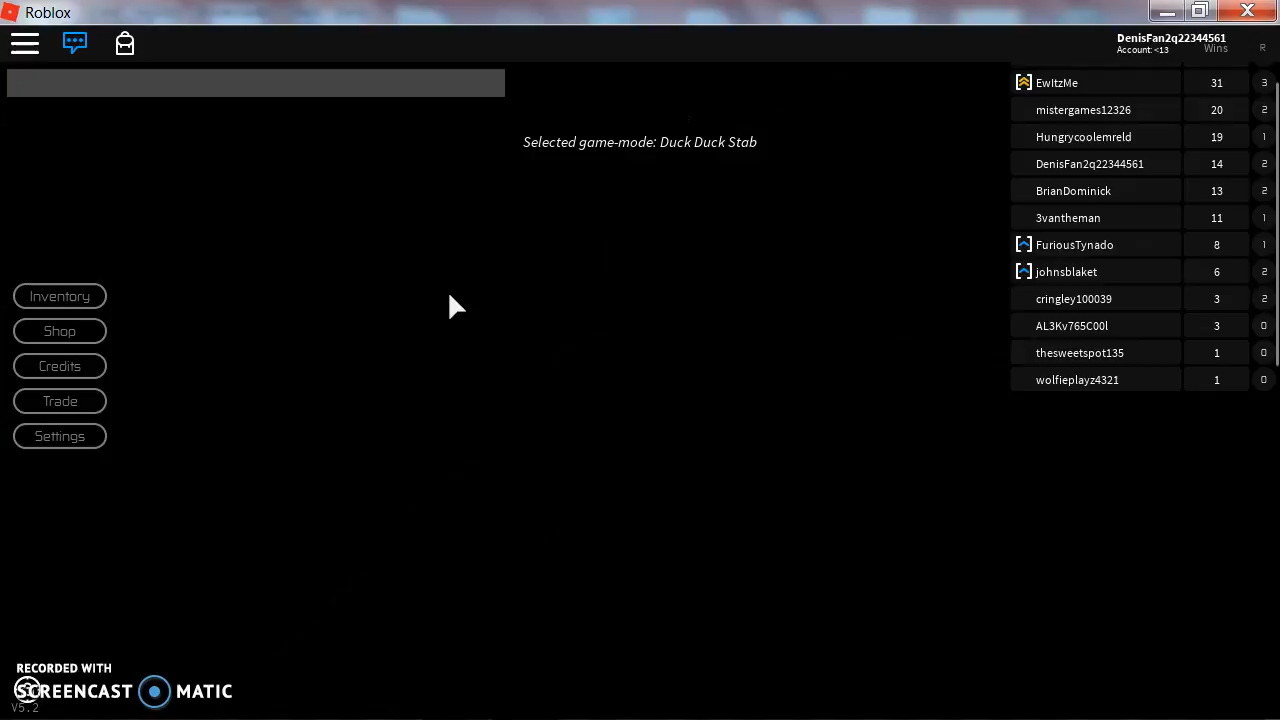 Roblox
DenisFan2q22344561
Account: <13
Wins R
EwItzMe 31 3
mistergames12326 20 2
Hungrycoolemreld 19 1
DenisFan2q22344561 14 2
BrianDominick 13 2
3vantheman 11 1
FuriousTynado 8 1
johnsblaket 6 2
cringley100039 3 2
AL3Kv765C00l 3 0
thesweetspot135 1 0
wolfieplayz4321 1 0
Selected game-mode: Duck Duck Stab
Inventory
Shop
Credits
Trade
Settings
RECORDED WITH
SCREENCAST MATIC
V5.2